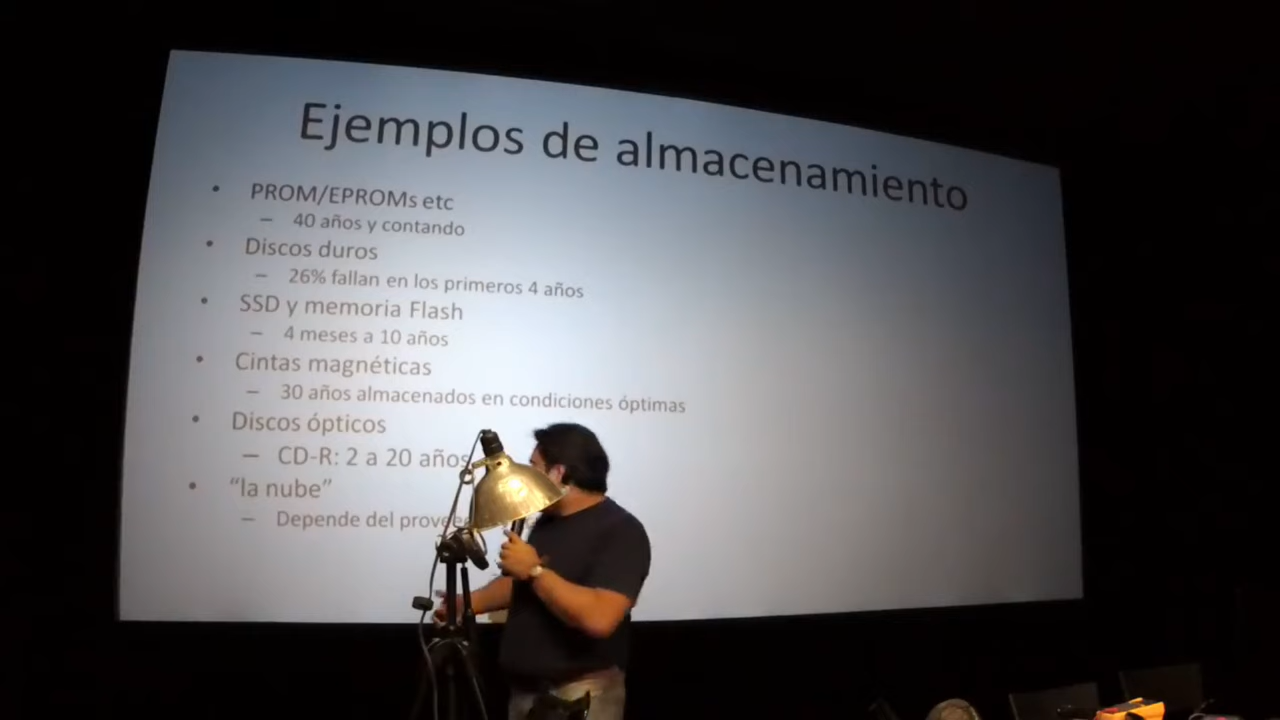 Ejemplos de almacenamiento
• PROM/EPROMs etc
– 40 años y contando
• Discos duros
– 26% fallan en los primeros 4 años
• SSD y memoria Flash
– 4 meses a 10 años
• Cintas magnéticas
– 30 años almacenados en condiciones óptimas
• Discos ópticos
– CD-R: 2 a 20 años
• “la nube”
– Depende del